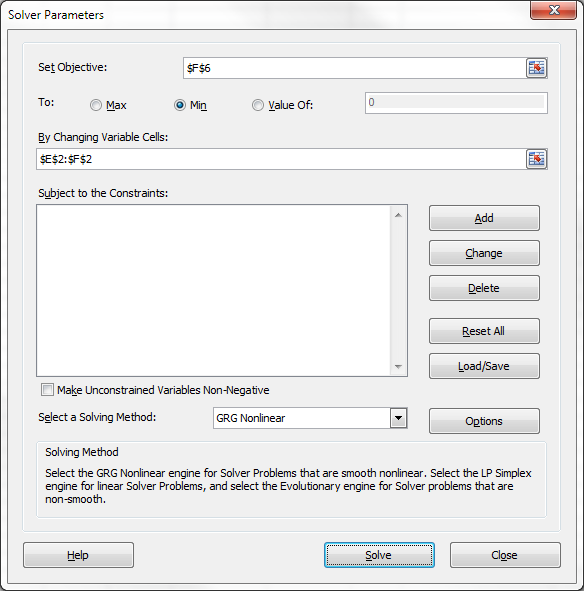 Solver Parameters
Set Objective: $F$6
To: Max Min Value Of: 0
By Changing Variable Cells:
$E$2:$F$2
Subject to the Constraints:
Add
Change
Delete
Reset All
Load/Save
Make Unconstrained Variables Non-Negative
Select a Solving Method: GRG Nonlinear Options
Solving Method
Select the GRG Nonlinear engine for Solver Problems that are smooth nonlinear. Select the LP Simplex
engine for linear Solver Problems, and select the Evolutionary engine for Solver problems that are
non-smooth.
Help Solve Close